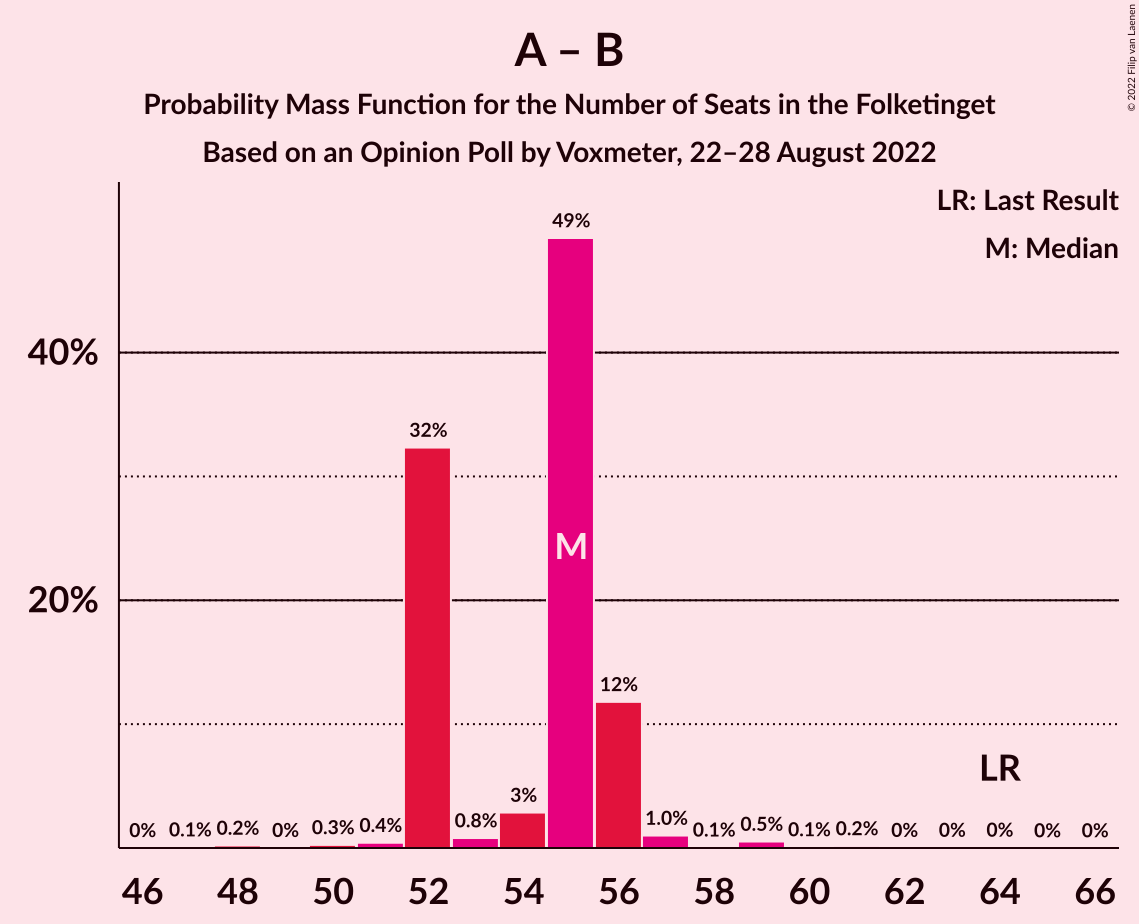 A – B
Probability Mass Function for the Number of Seats in the Folketinget
Based on an Opinion Poll by Voxmeter, 22–28 August 2022
© 2022 Filip van Laenen
LR: Last Result
M: Median
49%
40%
32%
M
20%
12%
LR
0% 0.1% 0.2% 0% 0.3% 0.4% 0.8% 3% 1.0% 0.1% 0.5% 0.1% 0.2% 0% 0% 0% 0% 0%
46 48 50 52 54 56 58 60 62 64 66